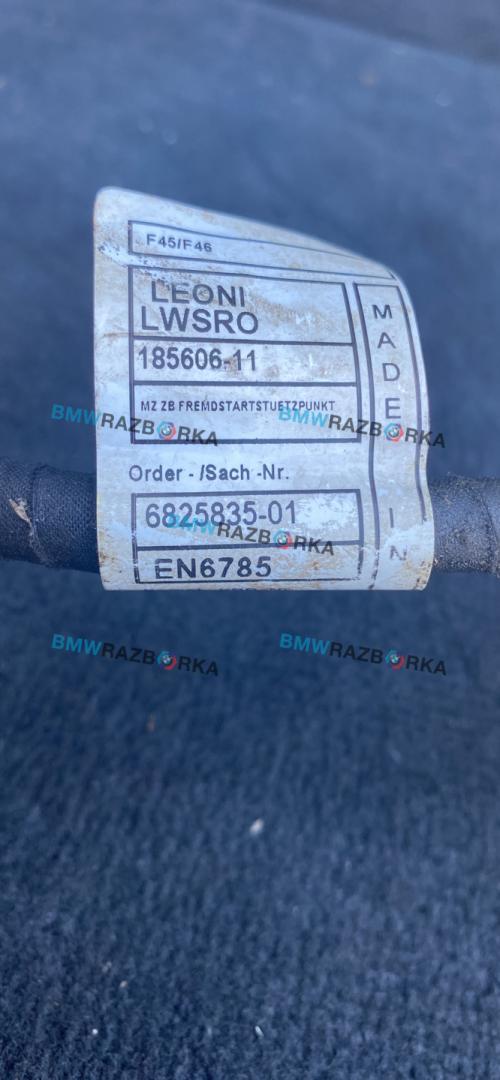 F45/F46
LEONI
LWSRO
185606-11
MZ ZB FREMDSTARTSTUETZPUNKT
Order - /Sach -Nr.
6825835-01
EN6785
MADE IN
BMWRAZBORKA
BMWRAZBORKA
BMWRAZBORKA
BMWRAZBORKA
BMWRAZBORKA